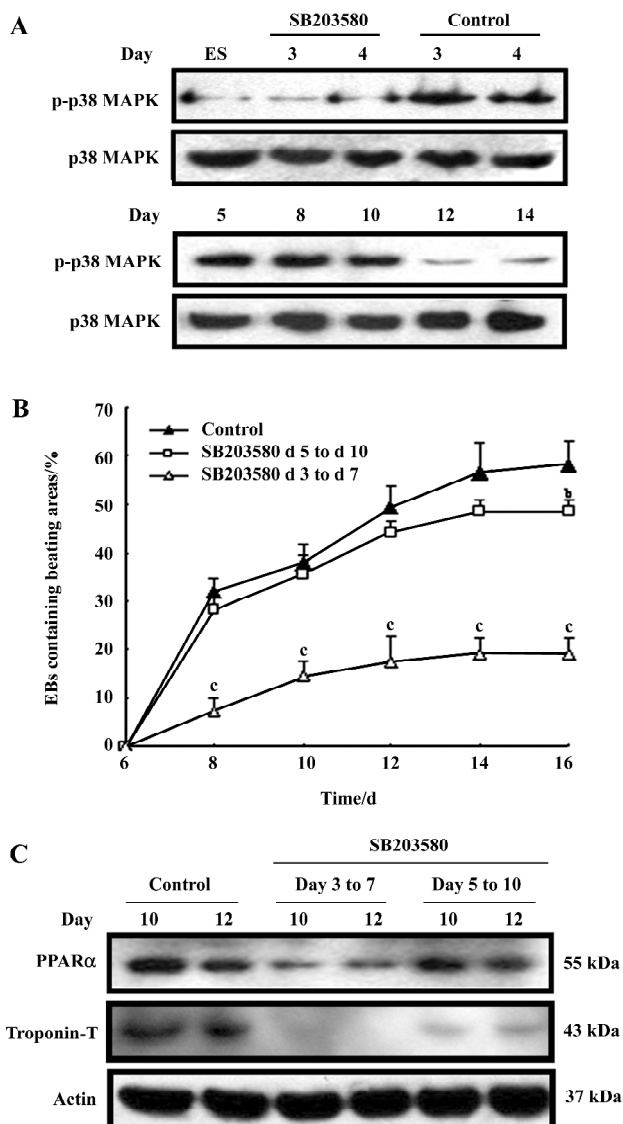 A
SB203580 Control
Day ES 3 4 3 4
p-p38 MAPK
p38 MAPK
Day 5 8 10 12 14
p-p38 MAPK
p38 MAPK
B
EBs containing beating areas/%
70
60
50
40
30
20
10
0
Control
SB203580 d 5 to d 10
SB203580 d 3 to d 7
b
c c c c c
6 8 10 12 14 16
Time/d
C
SB203580
Control Day 3 to 7 Day 5 to 10
Day 10 12 10 12 10 12
PPARα 55 kDa
Troponin-T 43 kDa
Actin 37 kDa